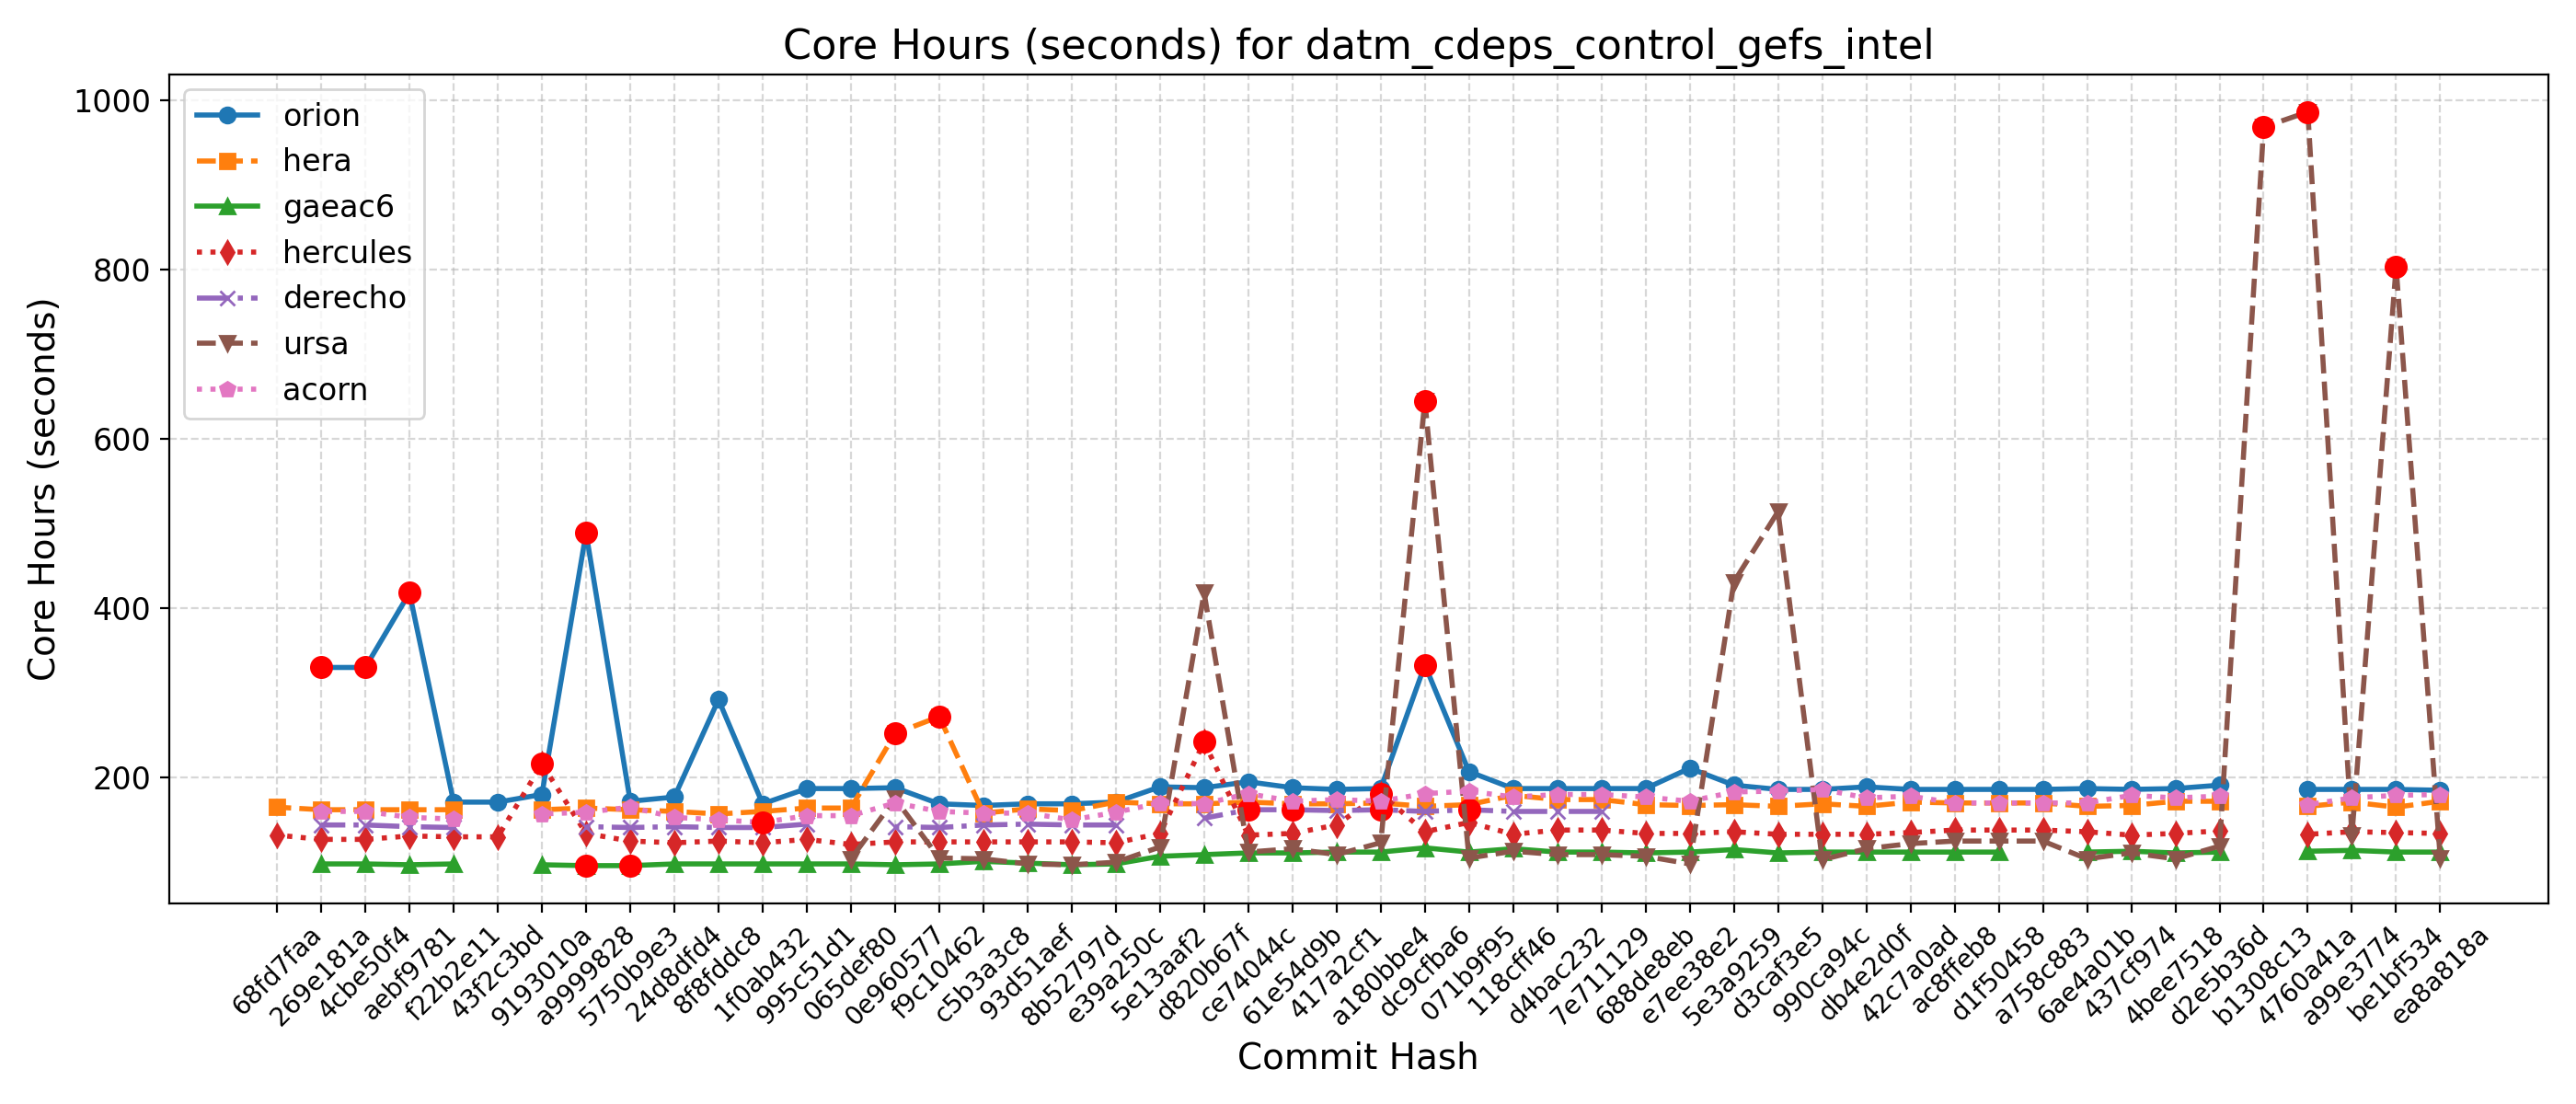 Core Hours (seconds) for datm_cdeps_control_gefs_intel
Core Hours (seconds)
1000
800
600
400
200
orion
hera
gaeac6
hercules
derecho
ursa
acorn
68fd7faa
269e181a
4cbe50f4
aebf9781
f22b2e11
43f2c3bd
9193010a
a9999828
5750b9e3
24d8dfd4
8f8fddc8
1f0ab432
995c51d1
065def80
0e960577
f9c10462
c5b3a3c8
93d51aef
8b52797d
e39a250c
5e13aaf2
d820b67f
ce74044c
61e54d9b
417a2cf1
a180bbe4
dc9cfba6
071b9f95
118cff46
d4bac232
7e711129
688de8eb
e7ee38e2
5e3a9259
d3caf3e5
990ca94c
db4e2d0f
42c7a0ad
ac8ffeb8
d1f50458
a758c883
6ae4a01b
437cf974
4bee7518
d2e5b36d
b1308c13
4760a41a
a99e3774
be1bf534
ea8a818a
Commit Hash